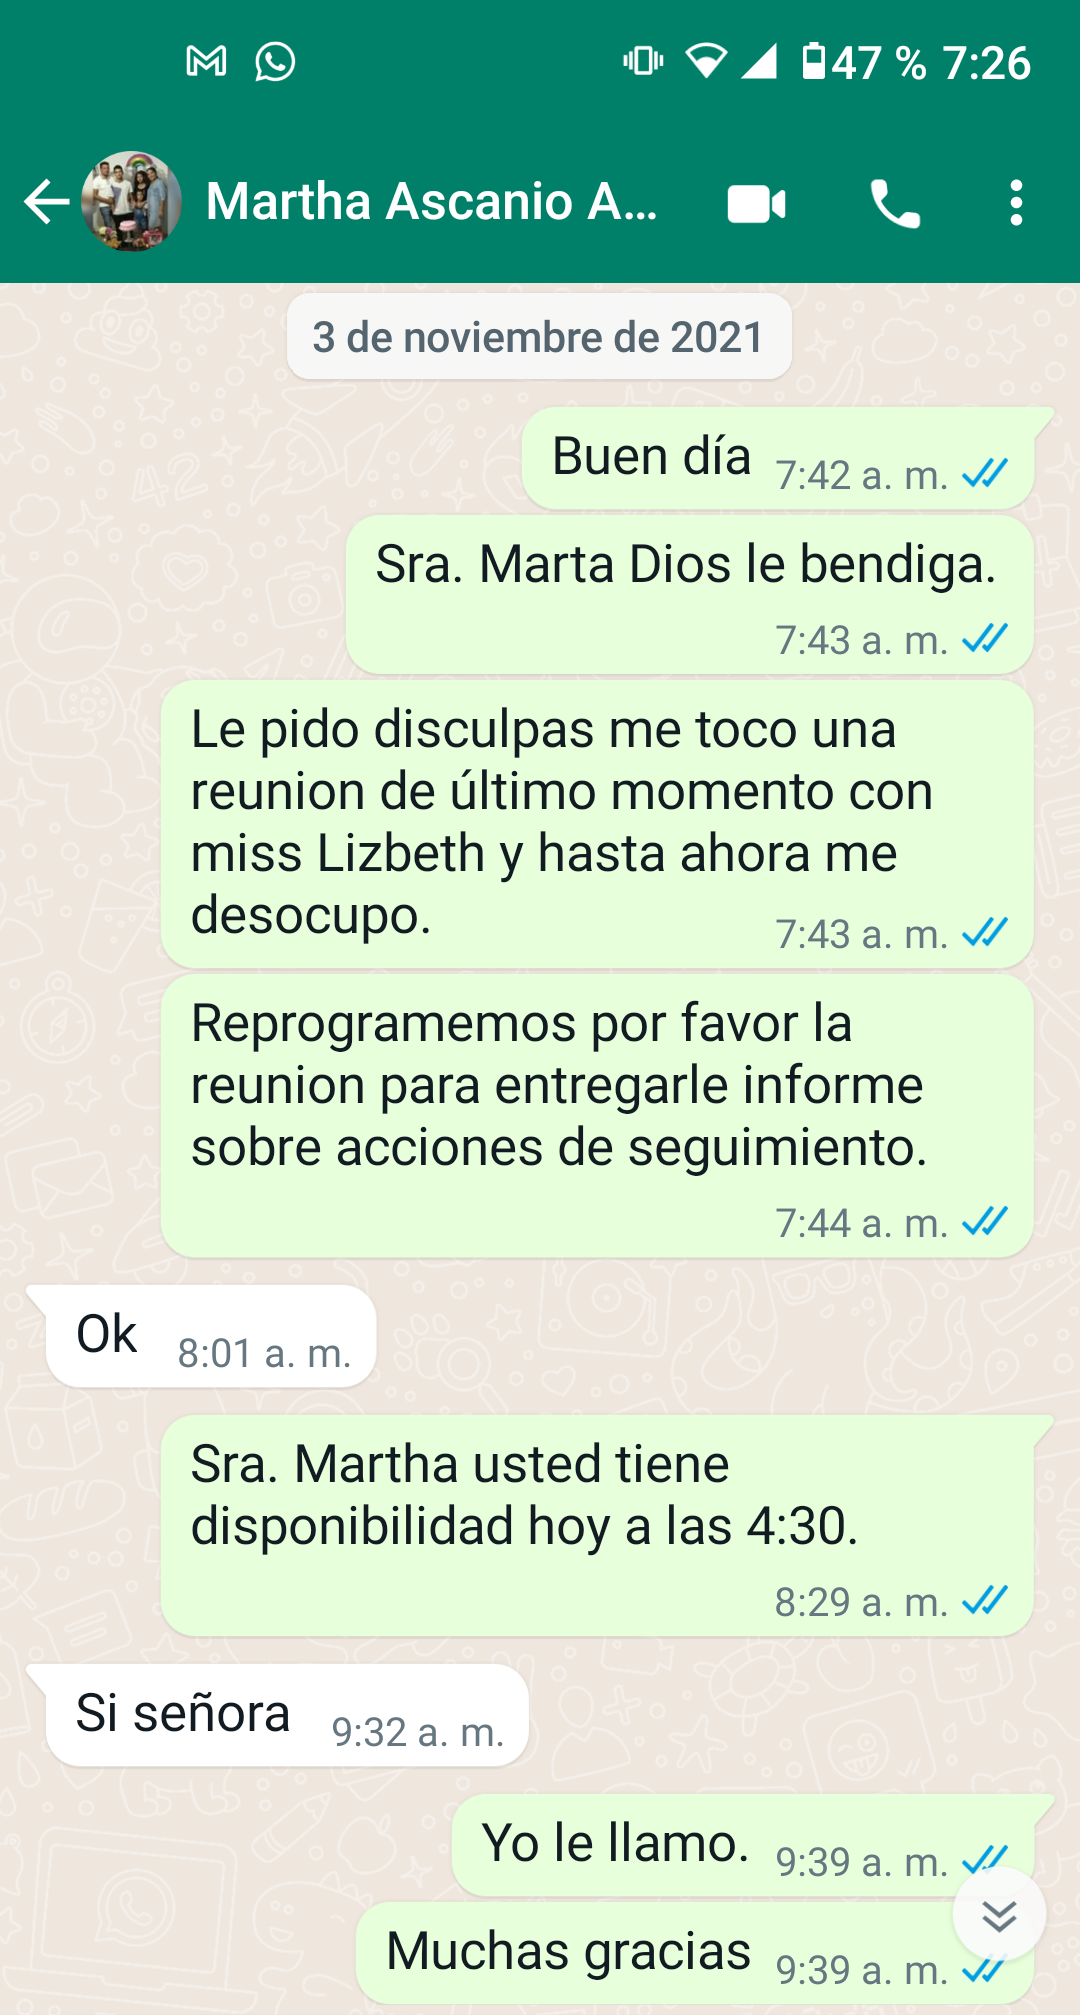 47 % 7:26
Martha Ascanio A...
3 de noviembre de 2021
Buen día 7:42 a. m.
Sra. Marta Dios le bendiga.
7:43 a. m.
Le pido disculpas me toco una
reunion de último momento con
miss Lizbeth y hasta ahora me
desocupo. 7:43 a. m.
Reprogramemos por favor la
reunion para entregarle informe
sobre acciones de seguimiento.
7:44 a. m.
Ok 8:01 a. m.
Sra. Martha usted tiene
disponibilidad hoy a las 4:30.
8:29 a. m.
Si señora 9:32 a. m.
Yo le llamo. 9:39 a. m.
Muchas gracias 9:39 a. m.